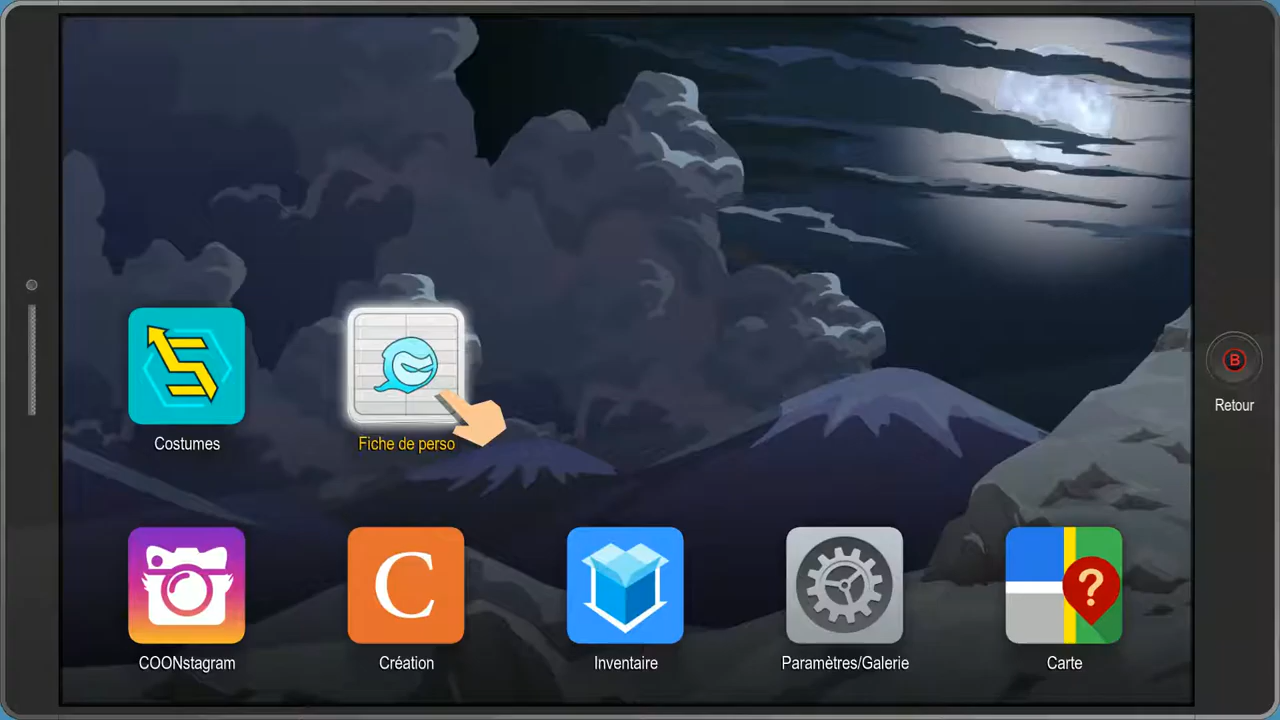 Costumes
Fiche de perso
B
Retour
COONstagram
C
Création
Inventaire
Paramètres/Galerie
?
Carte